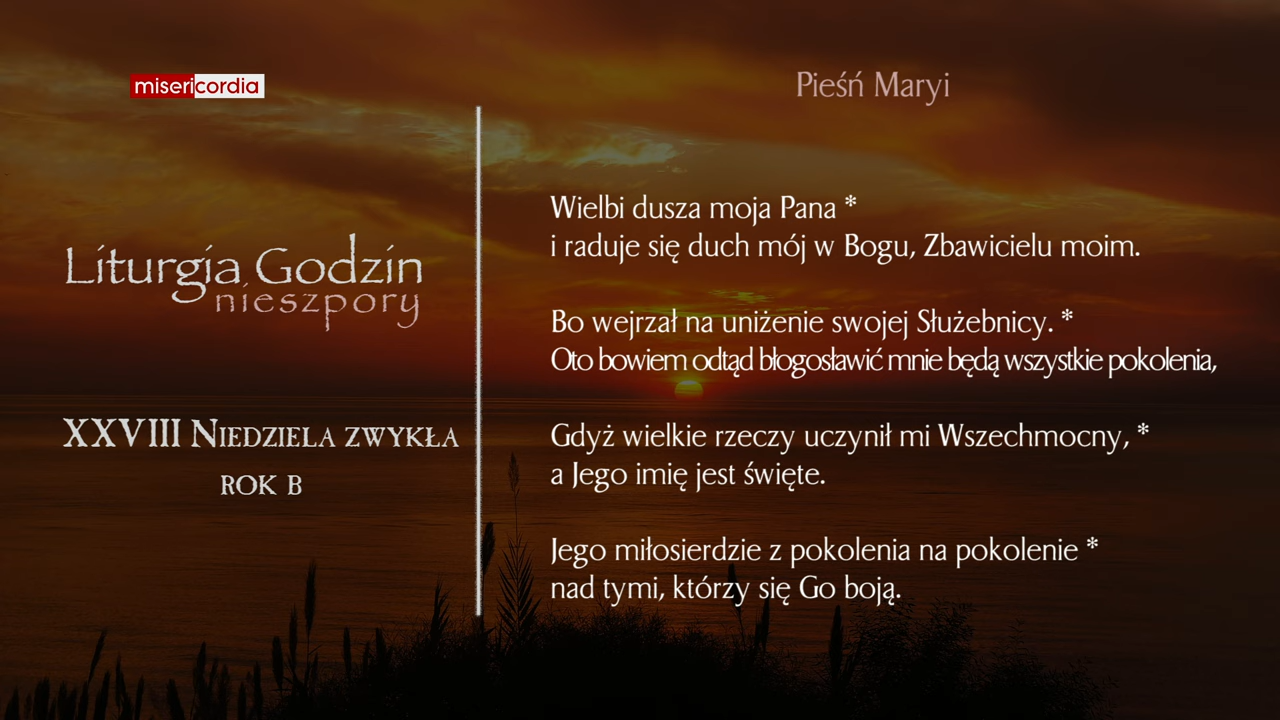 misericordia
Liturgia Godzin
nieszpory
XXVIII Niedziela zwykła
rok B
Pieśń Maryi
Wielbi dusza moja Pana *
i raduje się duch mój w Bogu, Zbawicielu moim.
Bo wejrzał na uniżenie swojej Służebnicy. *
Oto bowiem odtąd błogosławić mnie będą wszystkie pokolenia,
Gdyż wielkie rzeczy uczynił mi Wszechmocny, *
a Jego imię jest święte.
Jego miłosierdzie z pokolenia na pokolenie *
nad tymi, którzy się Go boją.